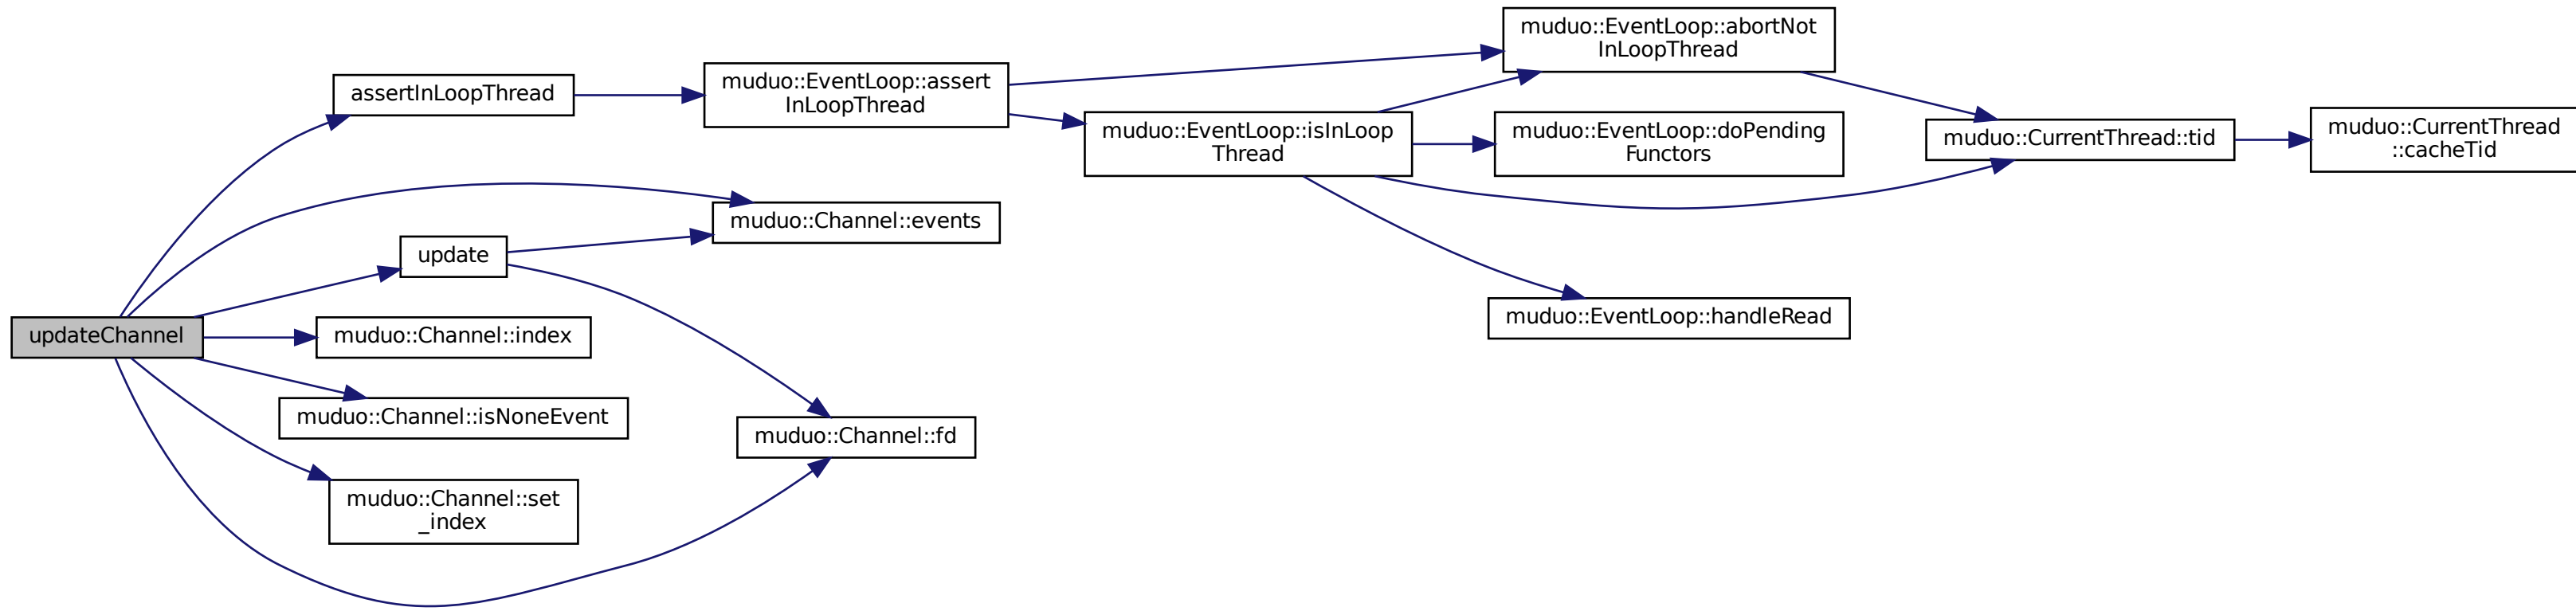 updateChannel
assertInLoopThread
muduo::EventLoop::assert
InLoopThread
muduo::EventLoop::abortNot
InLoopThread
muduo::EventLoop::isInLoop
Thread
muduo::EventLoop::doPending
Functors
muduo::EventLoop::handleRead
muduo::CurrentThread::tid
muduo::CurrentThread
::cacheTid
muduo::Channel::events
update
muduo::Channel::index
muduo::Channel::isNoneEvent
muduo::Channel::fd
muduo::Channel::set
_index